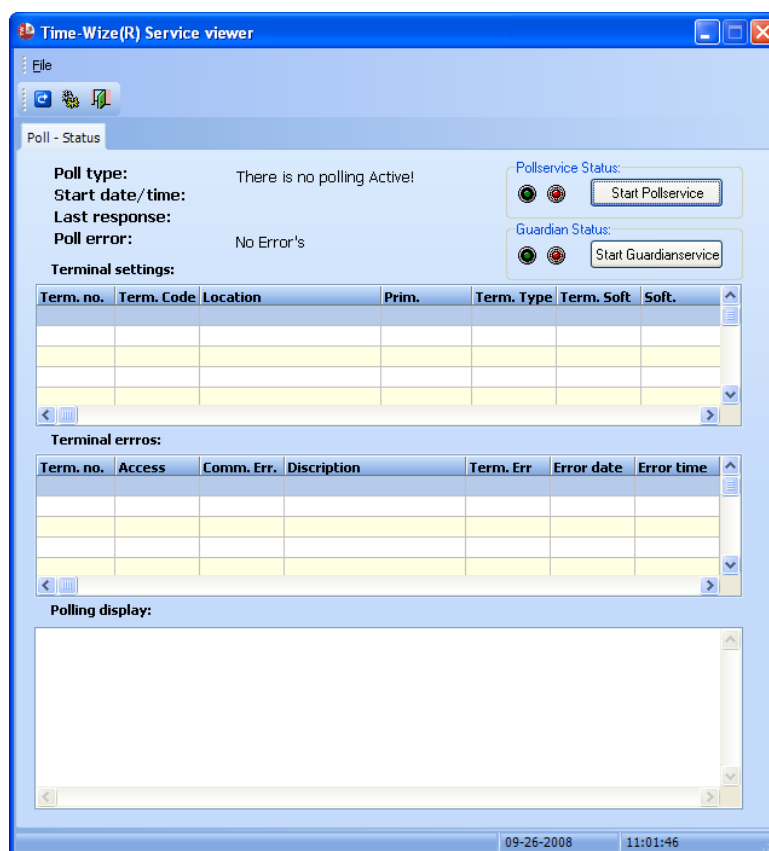 Time-Wize(R) Service viewer
File
Poll - Status
Poll type: There is no polling Active!
Start date/time:
Last response:
Poll error: No Error's
Pollservice Status:
Start Pollservice
Guardian Status:
Start Guardianservice
Terminal settings:
Term. no. Term. Code Location Prim. Term. Type Term. Soft Soft.
Terminal erros:
Term. no. Access Comm. Err. Discription Term. Err Error date Error time
Polling display:
09-26-2008 11:01:46